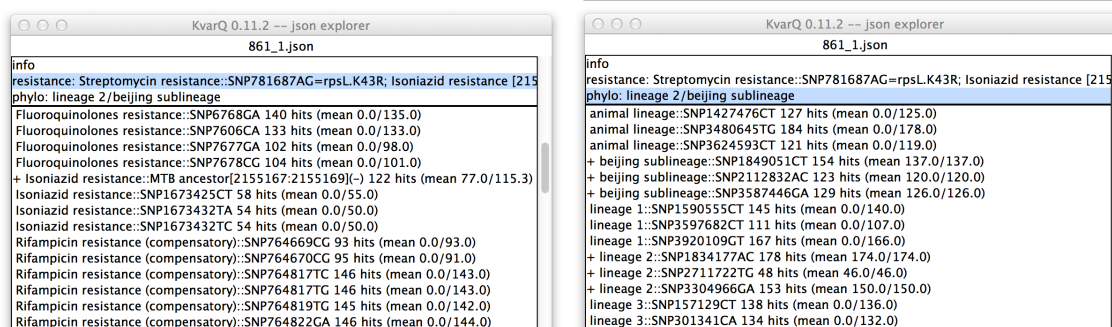 KvarQ 0.11.2 -- json explorer
861_1.json
info
resistance: Streptomycin resistance::SNP781687AG=rpsL.K43R; Isoniazid resistance [215
phylo: lineage 2/beijing sublineage
Fluoroquinolones resistance::SNP6768GA 140 hits (mean 0.0/135.0)
Fluoroquinolones resistance::SNP7606CA 133 hits (mean 0.0/133.0)
Fluoroquinolones resistance::SNP7677GA 102 hits (mean 0.0/98.0)
Fluoroquinolones resistance::SNP7678CG 104 hits (mean 0.0/101.0)
+ Isoniazid resistance::MTB ancestor[2155167:2155169](-) 122 hits (mean 77.0/115.3)
Isoniazid resistance::SNP1673425CT 58 hits (mean 0.0/55.0)
Isoniazid resistance::SNP1673432TA 54 hits (mean 0.0/50.0)
Isoniazid resistance::SNP1673432TC 54 hits (mean 0.0/50.0)
Rifampicin resistance (compensatory)::SNP764669CG 93 hits (mean 0.0/93.0)
Rifampicin resistance (compensatory)::SNP764670CG 95 hits (mean 0.0/91.0)
Rifampicin resistance (compensatory)::SNP764817TC 146 hits (mean 0.0/143.0)
Rifampicin resistance (compensatory)::SNP764817TG 146 hits (mean 0.0/143.0)
Rifampicin resistance (compensatory)::SNP764819TG 145 hits (mean 0.0/142.0)
Rifampicin resistance (compensatory)::SNP764822GA 146 hits (mean 0.0/144.0)
KvarQ 0.11.2 -- json explorer
861_1.json
info
resistance: Streptomycin resistance::SNP781687AG=rpsL.K43R; Isoniazid resistance [215
phylo: lineage 2/beijing sublineage
animal lineage::SNP1427476CT 127 hits (mean 0.0/125.0)
animal lineage::SNP3480645TG 184 hits (mean 0.0/178.0)
animal lineage::SNP3624593CT 121 hits (mean 0.0/119.0)
+ beijing sublineage::SNP1849051CT 154 hits (mean 137.0/137.0)
+ beijing sublineage::SNP2112832AC 123 hits (mean 120.0/120.0)
+ beijing sublineage::SNP3587446GA 129 hits (mean 126.0/126.0)
lineage 1::SNP1590555CT 145 hits (mean 0.0/140.0)
lineage 1::SNP3597682CT 111 hits (mean 0.0/107.0)
lineage 1::SNP3920109GT 167 hits (mean 0.0/166.0)
+ lineage 2::SNP1834177AC 178 hits (mean 174.0/174.0)
+ lineage 2::SNP2711722TG 48 hits (mean 46.0/46.0)
+ lineage 2::SNP3304966GA 153 hits (mean 150.0/150.0)
lineage 3::SNP157129CT 138 hits (mean 0.0/136.0)
lineage 3::SNP301341CA 134 hits (mean 0.0/132.0)